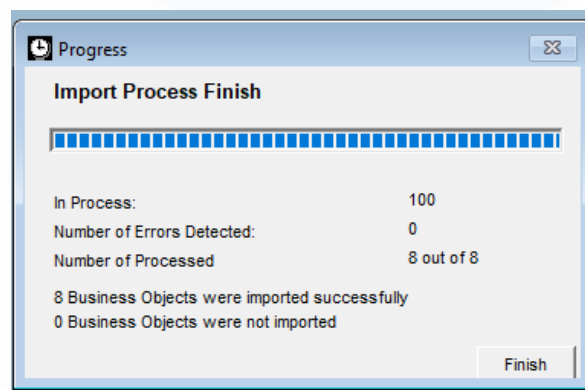 Progress
Import Process Finish
In Process: 100
Number of Errors Detected: 0
Number of Processed 8 out of 8
8 Business Objects were imported successfully
0 Business Objects were not imported
Finish